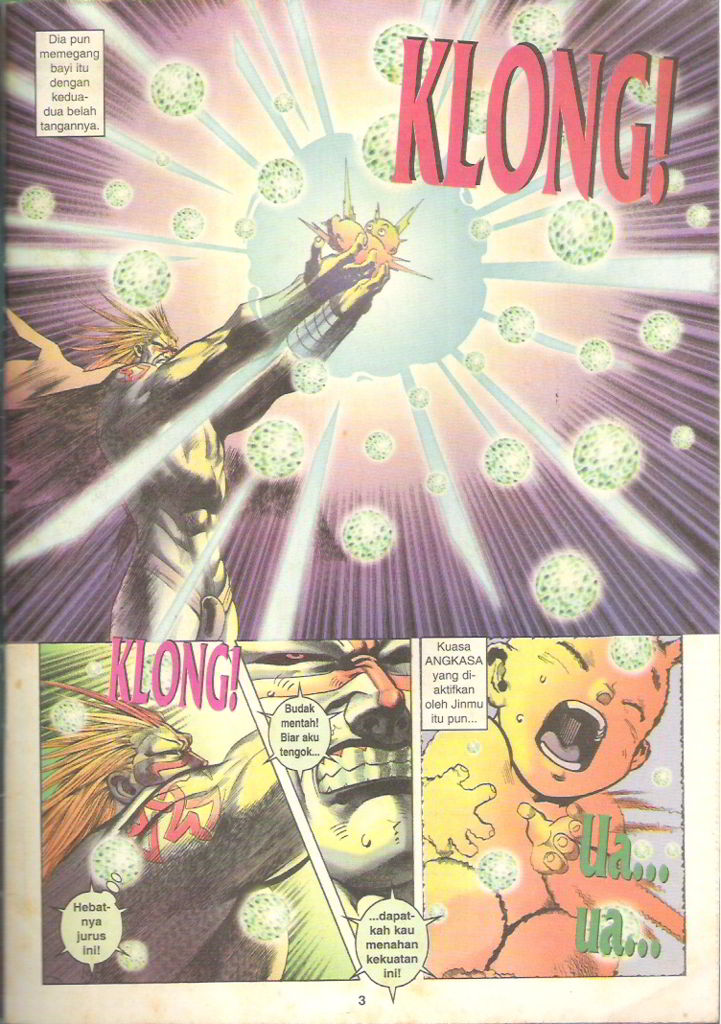 Dia pun
memegang
bayi itu
dengan
kedua-
dua belah
tangannya.
KLONG!
KLONG!
Hebat-
nya
jurus
ini!
Budak
mentah!
Biar aku
tengok...
...dapat-
kah kau
menahan
kekuatan
ini!
Kuasa
ANGKASA
yang di-
aktifkan
oleh Jinmu
itu pun...
ua...
ua...
3